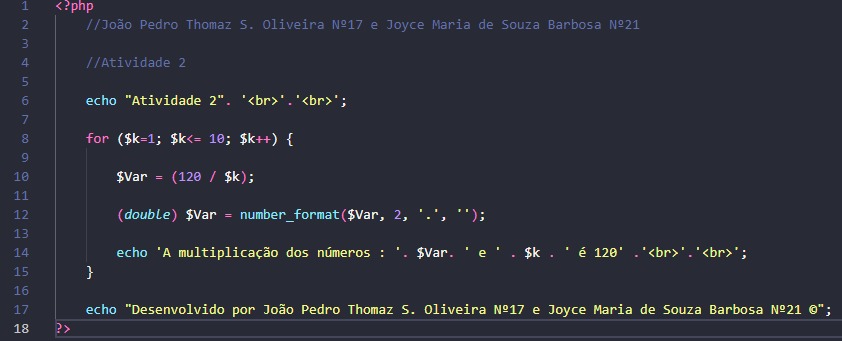 1 <?php
2 //João Pedro Thomaz S. Oliveira Nº17 e Joyce Maria de Souza Barbosa Nº21
3
4 //Atividade 2
5
6 echo "Atividade 2". '<br>'.'<br>';
7
8 for ($k=1; $k<= 10; $k++) {
9
10 $Var = (120 / $k);
11
12 (double) $Var = number_format($Var, 2, '.', '');
13
14 echo 'A multiplicação dos números : '. $Var. ' e ' . $k . ' é 120' .'<br>'.'<br>';
15 }
16
17 echo "Desenvolvido por João Pedro Thomaz S. Oliveira Nº17 e Joyce Maria de Souza Barbosa Nº21 ©";
18 ?>